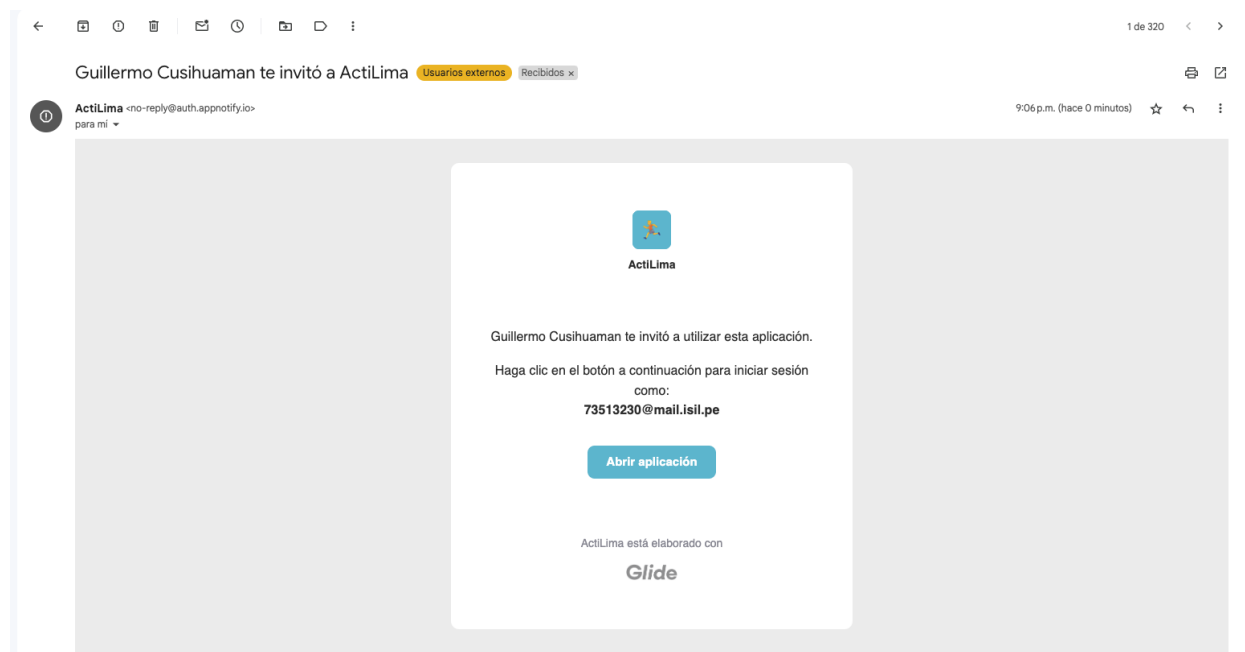 1 de 320
Guillermo Cusihuaman te invitó a ActiLima Usuarios externos Recibidos x
ActiLima <no-reply@auth.appnotify.io>
9:06 p.m. (hace 0 minutos)
para mí
ActiLima
Guillermo Cusihuaman te invitó a utilizar esta aplicación.
Haga clic en el botón a continuación para iniciar sesión
como:
73513230@mail.isil.pe
Abrir aplicación
ActiLima está elaborado con
Glide